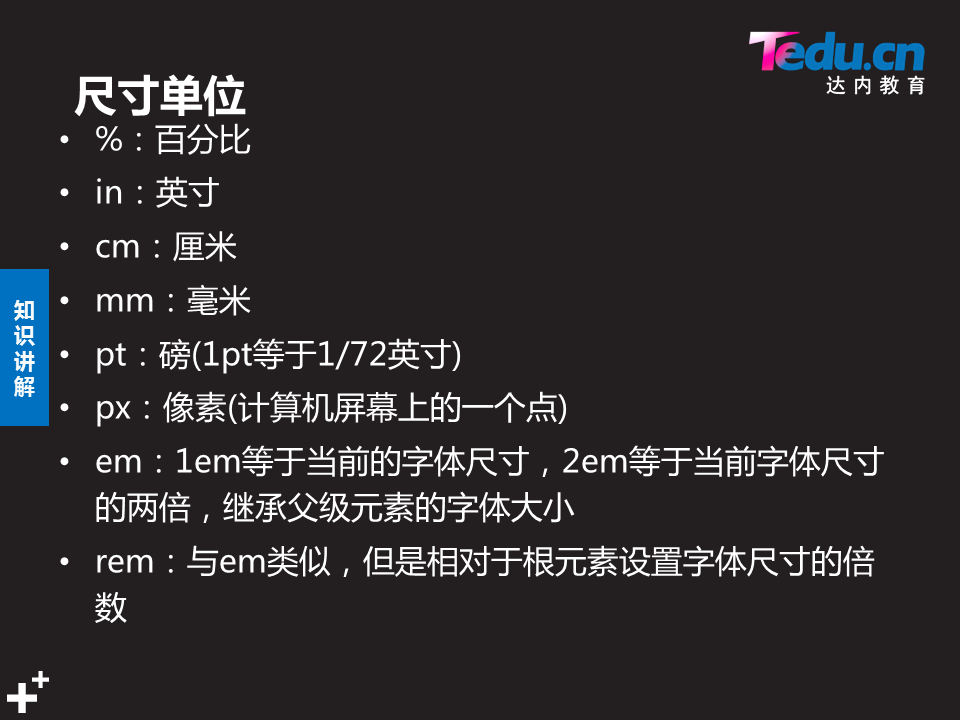 Tedu.cn
达内教育
尺寸单位
• %：百分比
• in：英寸
• cm：厘米
• mm：毫米
• pt：磅(1pt等于1/72英寸)
• px：像素(计算机屏幕上的一个点)
• em：1em等于当前的字体尺寸，2em等于当前字体尺寸
的两倍，继承父级元素的字体大小
• rem：与em类似，但是相对于根元素设置字体尺寸的倍
数
知
识
讲
解